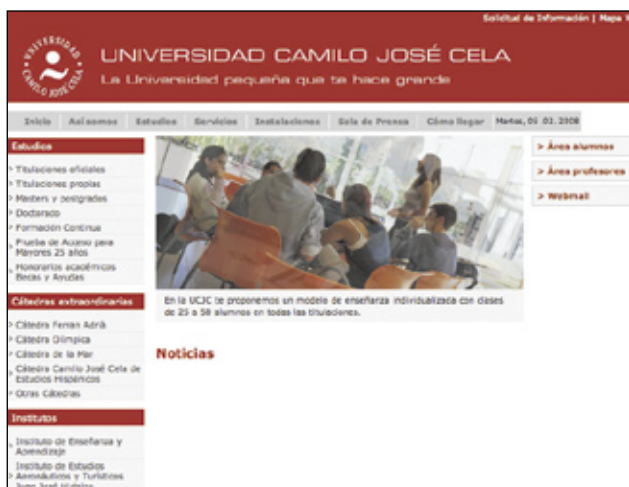 Solicitud de Información | Mapa
UNIVERSIDAD CAMILO JOSÉ CELA
UNIVERSIDAD CAMILO JOSÉ CELA
La Universidad pequeña que te hace grande
Inicio Así somos Estudios Servicios Instalaciones Sala de Prensa Cómo llegar Martes, 05 .02. 2008
Estudios
> Titulaciones oficiales
> Titulaciones propias
> Masters y postgrados
> Doctorado
> Formación Continua
> Prueba de Acceso para
Mayores 25 años
> Honorarios académicos
Becas y Ayudas
Cátedras extraordinarias
> Cátedra Ferran Adrià
> Cátedra Olímpica
> Cátedra de la Mar
> Cátedra Camilo José Cela de
Estudios Hispánicos
> Otras Cátedras
Institutos
> Instituto de Enseñanza y
Aprendizaje
> Instituto de Estudios
Aeronáuticos y Turísticos
Juan José Hidalgo
En la UCJC te proponemos un modelo de enseñanza individualizada con clases
de 25 a 50 alumnos en todas las titulaciones.
Noticias
> Área alumnos
> Área profesores
> Webmail